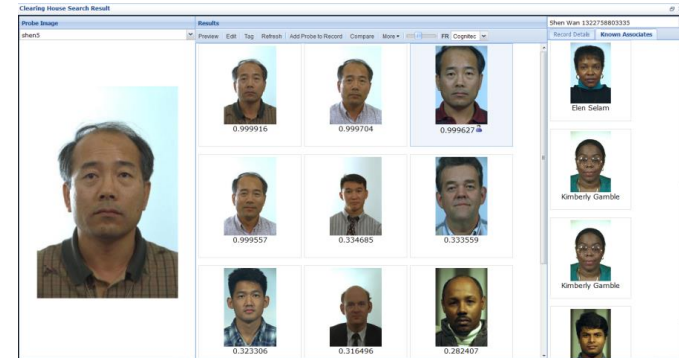 Clearing House Search Result
Probe Image
shen5
Results
Preview Edit Tag Refresh Add Probe to Record Compare More FR Cognitec
0.999916
0.999704
0.999627
0.999557
0.334685
0.333559
0.323306
0.316496
0.282407
Shen Wan 1322758803335
Record Detail Known Associates
Elen Selam
Kimberly Gamble
Kimberly Gamble